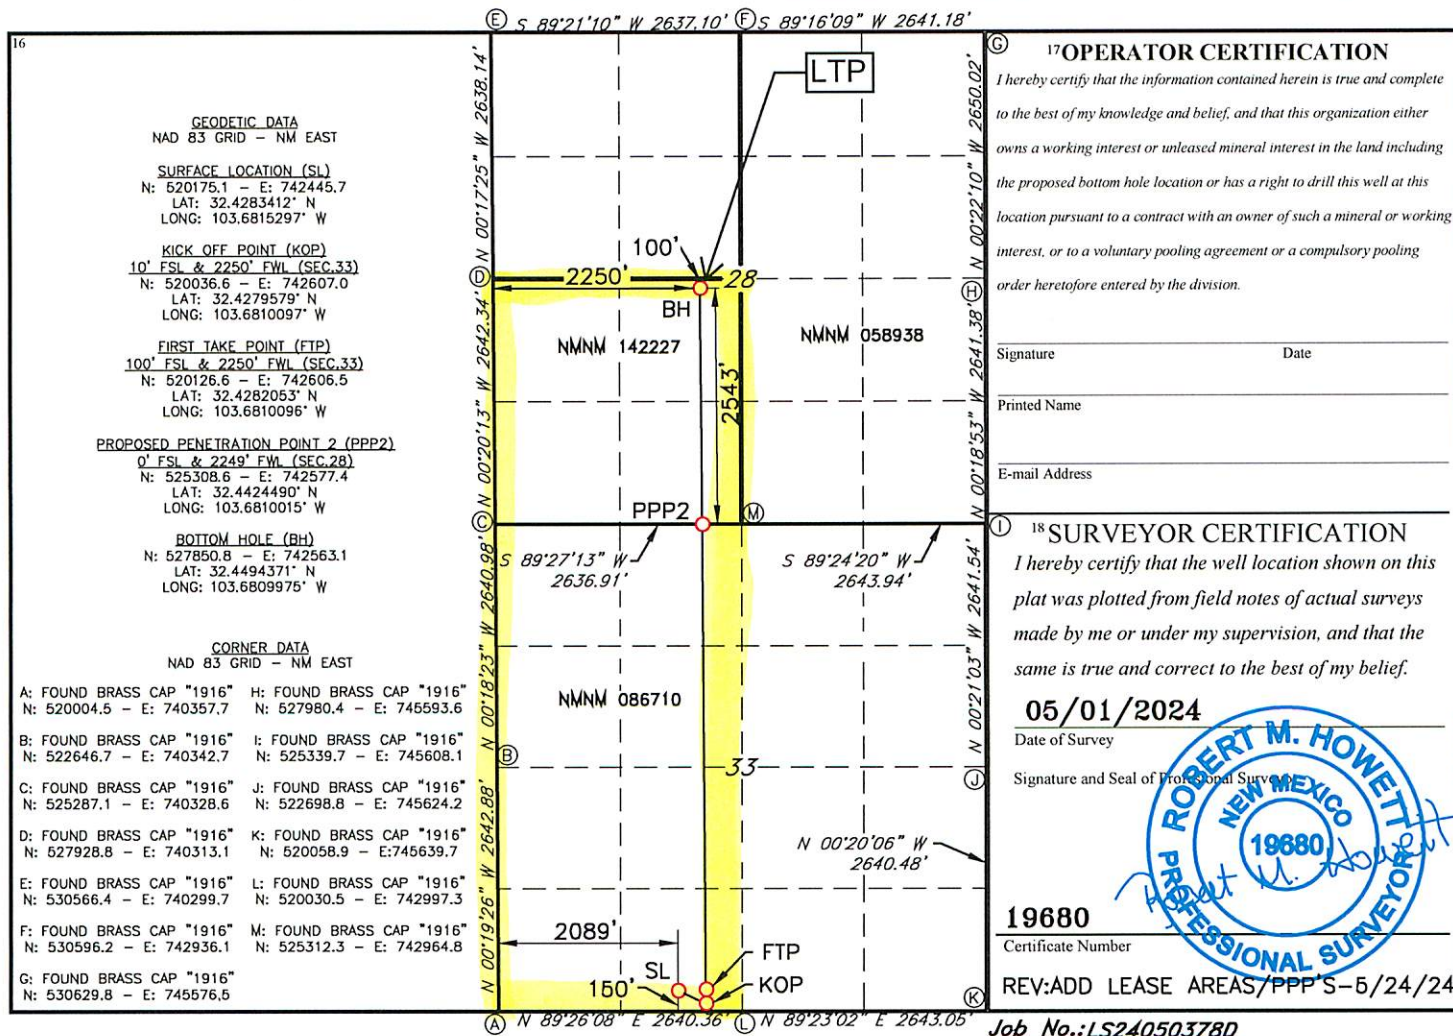 16
GEODETIC DATA
NAD 83 GRID – NM EAST
SURFACE LOCATION (SL)
N: 520175.1 – E: 742445.7
LAT: 32.4283412° N
LONG: 103.6815297° W
KICK OFF POINT (KOP)
10' FSL & 2250' FWL (SEC.33)
N: 520036.6 – E: 742607.0
LAT: 32.4279579° N
LONG: 103.6810097° W
FIRST TAKE POINT (FTP)
100' FSL & 2250' FWL (SEC.33)
N: 520126.6 – E: 742606.5
LAT: 32.4282053° N
LONG: 103.6810096° W
PROPOSED PENETRATION POINT 2 (PPP2)
0' FSL & 2249' FWL (SEC.28)
N: 525308.6 – E: 742577.4
LAT: 32.4424490° N
LONG: 103.6810015° W
BOTTOM HOLE (BH)
N: 527850.8 – E: 742563.1
LAT: 32.4494371° N
LONG: 103.6809975° W
CORNER DATA
NAD 83 GRID – NM EAST
A: FOUND BRASS CAP "1916"
N: 520004.5 – E: 740357.7
B: FOUND BRASS CAP "1916"
N: 522646.7 – E: 740342.7
C: FOUND BRASS CAP "1916"
N: 525287.1 – E: 740328.6
D: FOUND BRASS CAP "1916"
N: 527928.8 – E: 740313.1
E: FOUND BRASS CAP "1916"
N: 530566.4 – E: 740299.7
F: FOUND BRASS CAP "1916"
N: 530596.2 – E: 742936.1
G: FOUND BRASS CAP "1916"
N: 530629.8 – E: 745576.5
H: FOUND BRASS CAP "1916"
N: 527980.4 – E: 745593.6
I: FOUND BRASS CAP "1916"
N: 525339.7 – E: 745608.1
J: FOUND BRASS CAP "1916"
N: 522698.8 – E: 745624.2
K: FOUND BRASS CAP "1916"
N: 520058.9 – E:745639.7
L: FOUND BRASS CAP "1916"
N: 520030.5 – E: 742997.3
M: FOUND BRASS CAP "1916"
N: 525312.3 – E: 742964.8
E
S 89°21'10" W 2637.10'
F
S 89°16'09" W 2641.18'
G
N 00°17'25" W 2638.14'
LTP
N 00°22'10" W 2650.02'
100'
D
2250'
28
H
BH
NMNM 142227
NMNM 058938
N 00°20'13" W 2642.34'
2543'
N 00°18'53" W 2641.38'
C
PPP2
M
I
S 89°27'13" W
2636.91'
S 89°24'20" W
2643.94'
N 00°18'23" W 2640.98'
NMNM 086710
N 00°21'03" W 2641.54'
B
33
J
N 00°20'06" W
2640.48'
N 00°19'26" W 2642.88'
2089'
FTP
SL
KOP
150'
K
A
N 89°26'08" E 2640.36'
L
N 89°23'02" E 2643.05'
17 OPERATOR CERTIFICATION
I hereby certify that the information contained herein is true and complete
to the best of my knowledge and belief, and that this organization either
owns a working interest or unleased mineral interest in the land including
the proposed bottom hole location or has a right to drill this well at this
location pursuant to a contract with an owner of such a mineral or working
interest, or to a voluntary pooling agreement or a compulsory pooling
order heretofore entered by the division.
Signature Date
Printed Name
E-mail Address
18 SURVEYOR CERTIFICATION
I hereby certify that the well location shown on this
plat was plotted from field notes of actual surveys
made by me or under my supervision, and that the
same is true and correct to the best of my belief.
05/01/2024
Date of Survey
Signature and Seal of Professional Surveyor:
ROBERT M. HOWETT
NEW MEXICO
19680
PROFESSIONAL SURVEYOR
Robert M. Howett
19680
Certificate Number
REV:ADD LEASE AREAS/PPP'S–5/24/24
Job No.:LS24050378D